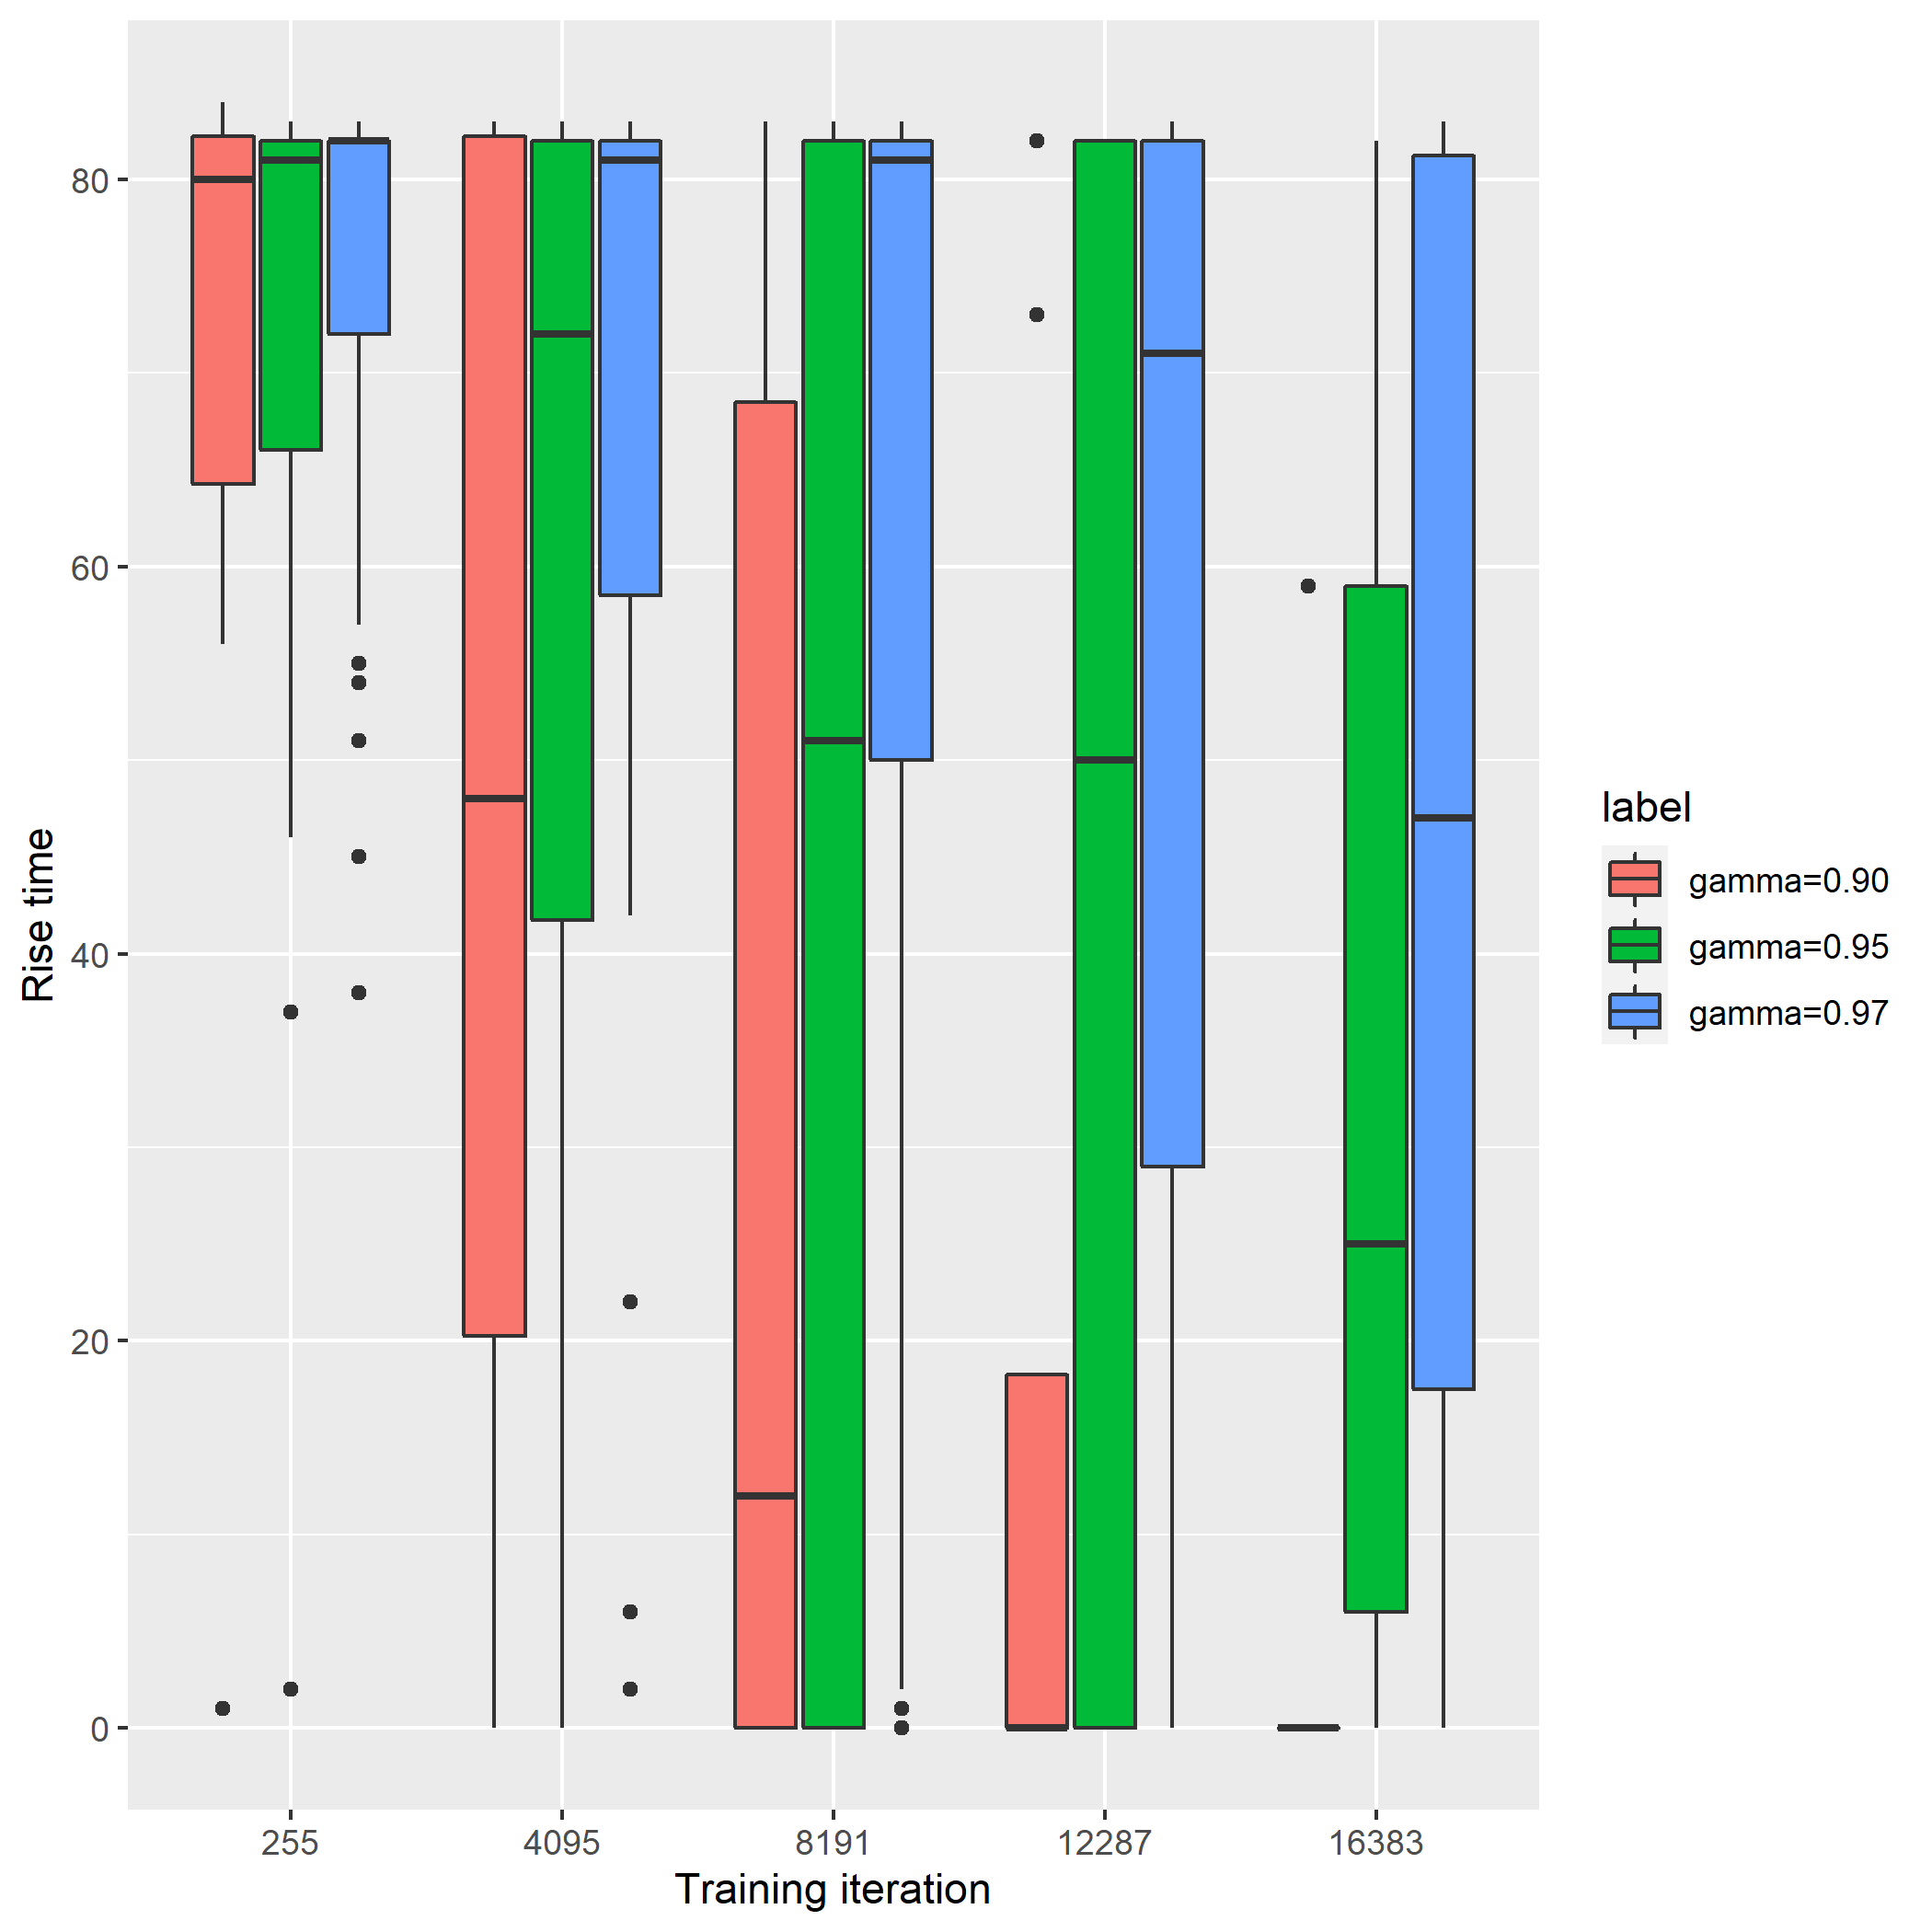 Rise time
80
60
40
20
0
255 4095 8191 12287 16383
Training iteration
label
gamma=0.90
gamma=0.95
gamma=0.97